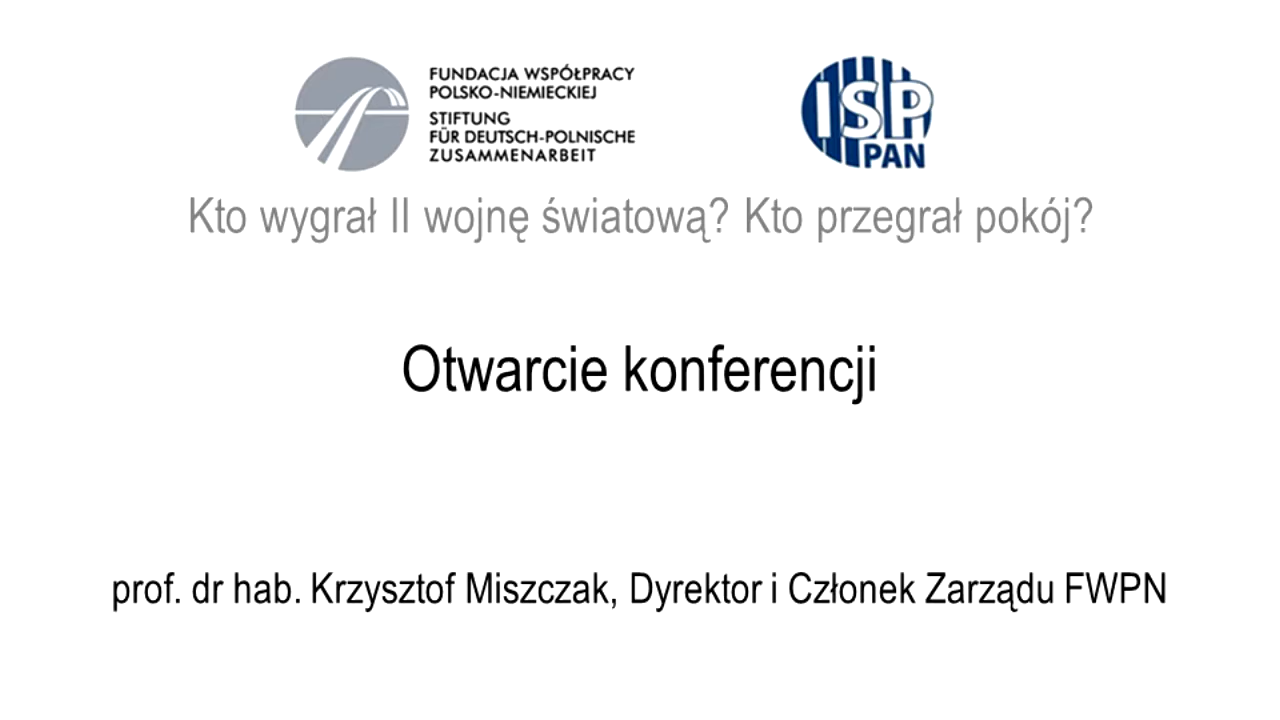 FUNDACJA WSPÓŁPRACY
POLSKO-NIEMIECKIEJ
STIFTUNG
FÜR DEUTSCH-POLNISCHE
ZUSAMMENARBEIT
ISP
PAN
Kto wygrał II wojnę światową? Kto przegrał pokój?
Otwarcie konferencji
prof. dr hab. Krzysztof Miszczak, Dyrektor i Członek Zarządu FWPN